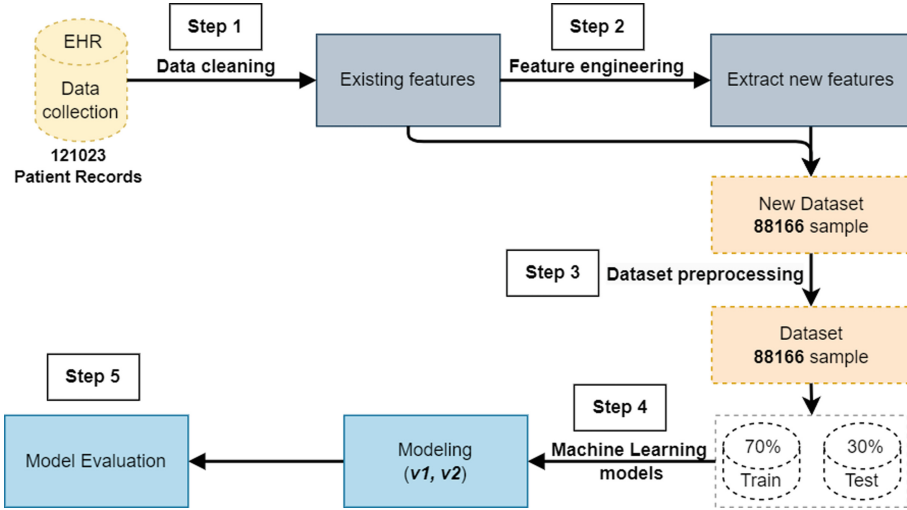 EHR
Data
collection
121023
Patient Records
Step 1
Data cleaning
Existing features
Step 2
Feature engineering
Extract new features
New Dataset
88166 sample
Step 3
Dataset preprocessing
Dataset
88166 sample
70%
Train
30%
Test
Step 4
Machine Learning
models
Modeling
(v1, v2)
Step 5
Model Evaluation